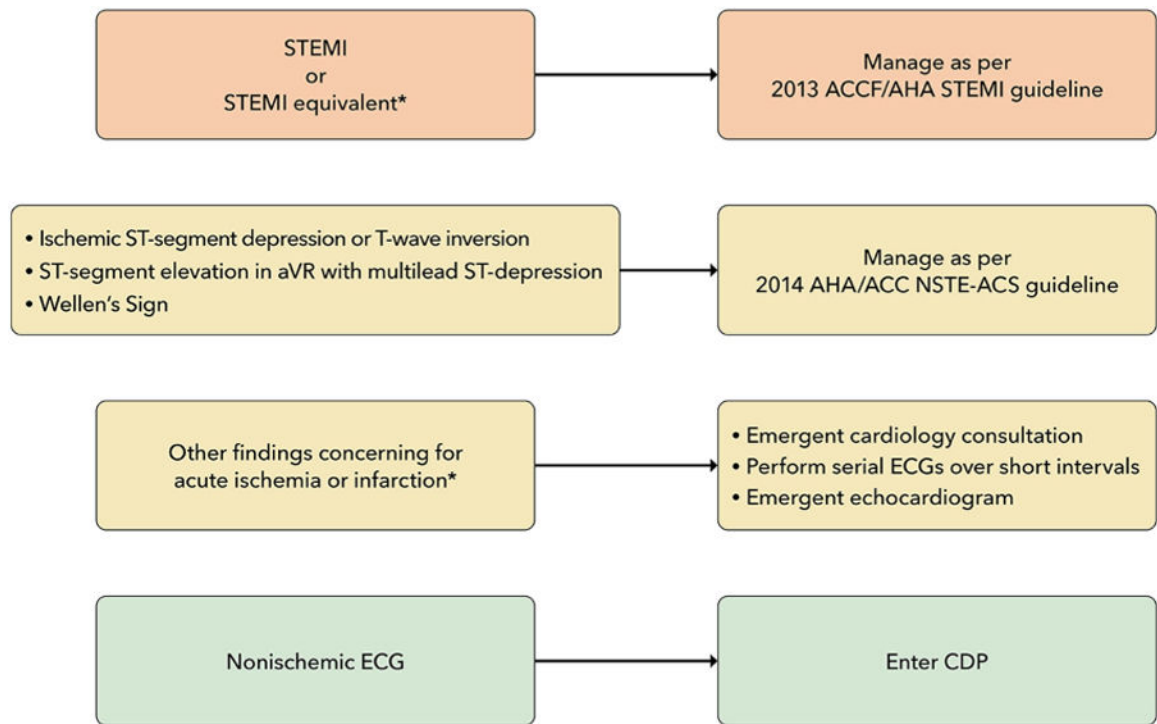 STEMI
or
STEMI equivalent*
Manage as per
2013 ACCF/AHA STEMI guideline
• Ischemic ST-segment depression or T-wave inversion
• ST-segment elevation in aVR with multilead ST-depression
• Wellen's Sign
Manage as per
2014 AHA/ACC NSTE-ACS guideline
Other findings concerning for
acute ischemia or infarction*
• Emergent cardiology consultation
• Perform serial ECGs over short intervals
• Emergent echocardiogram
Nonischemic ECG
Enter CDP